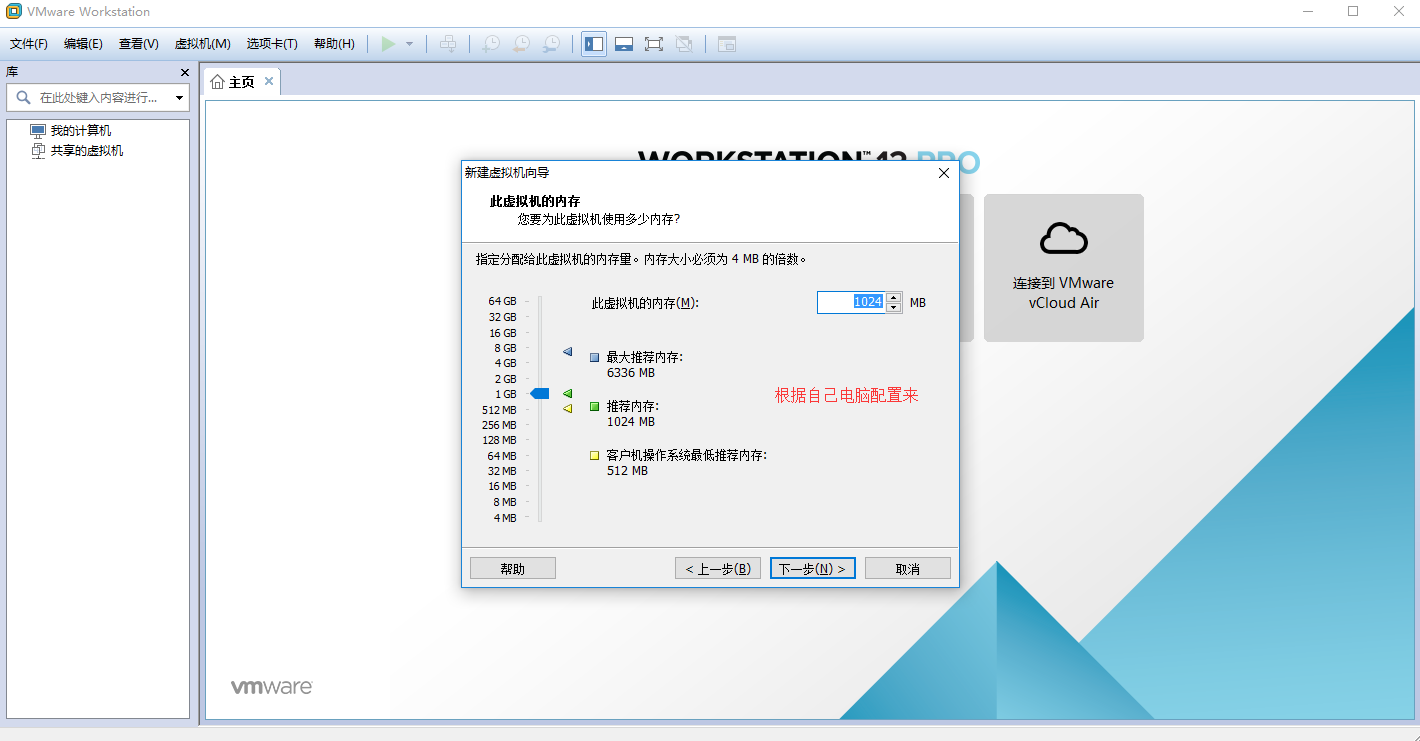 VMware Workstation
文件(F) 编辑(E) 查看(V) 虚拟机(M) 选项卡(T) 帮助(H)
库
在此处键入内容进行...
我的计算机
共享的虚拟机
主页
WORKSTATION™ 12 PRO
连接到 VMware
vCloud Air
新建虚拟机向导
此虚拟机的内存
您要为此虚拟机使用多少内存?
指定分配给此虚拟机的内存量。内存大小必须为 4 MB 的倍数。
此虚拟机的内存(M): 1024 MB
64 GB
32 GB
16 GB
8 GB
4 GB
2 GB
1 GB
512 MB
256 MB
128 MB
64 MB
32 MB
16 MB
8 MB
4 MB
最大推荐内存:
6336 MB
推荐内存:
1024 MB
客户机操作系统最低推荐内存:
512 MB
根据自己电脑配置来
帮助 < 上一步(B) 下一步(N) > 取消
vmware